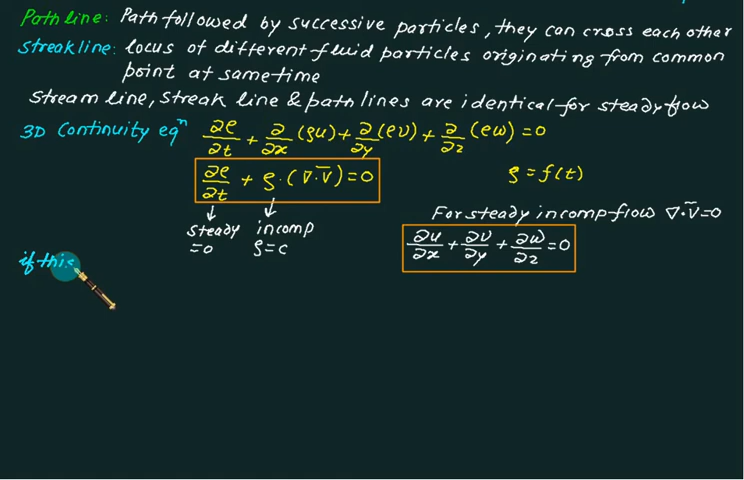 Path line: Path followed by successive particles, they can cross each other
Streak line: locus of different fluid particles originating from common
point at same time
Stream line, Streak line & path lines are identical for steady flow
3D Continuity eqⁿ ∂ρ/∂t + ∂/∂x (ρu) + ∂/∂y (ρv) + ∂/∂z (ρw) = 0
∂ρ/∂t + ρ·(∇·V̄) = 0
ρ = f(t)
steady incomp
=0 ρ=c
For steady incomp flow ∇·V̄ = 0
∂u/∂x + ∂v/∂y + ∂w/∂z = 0
if this